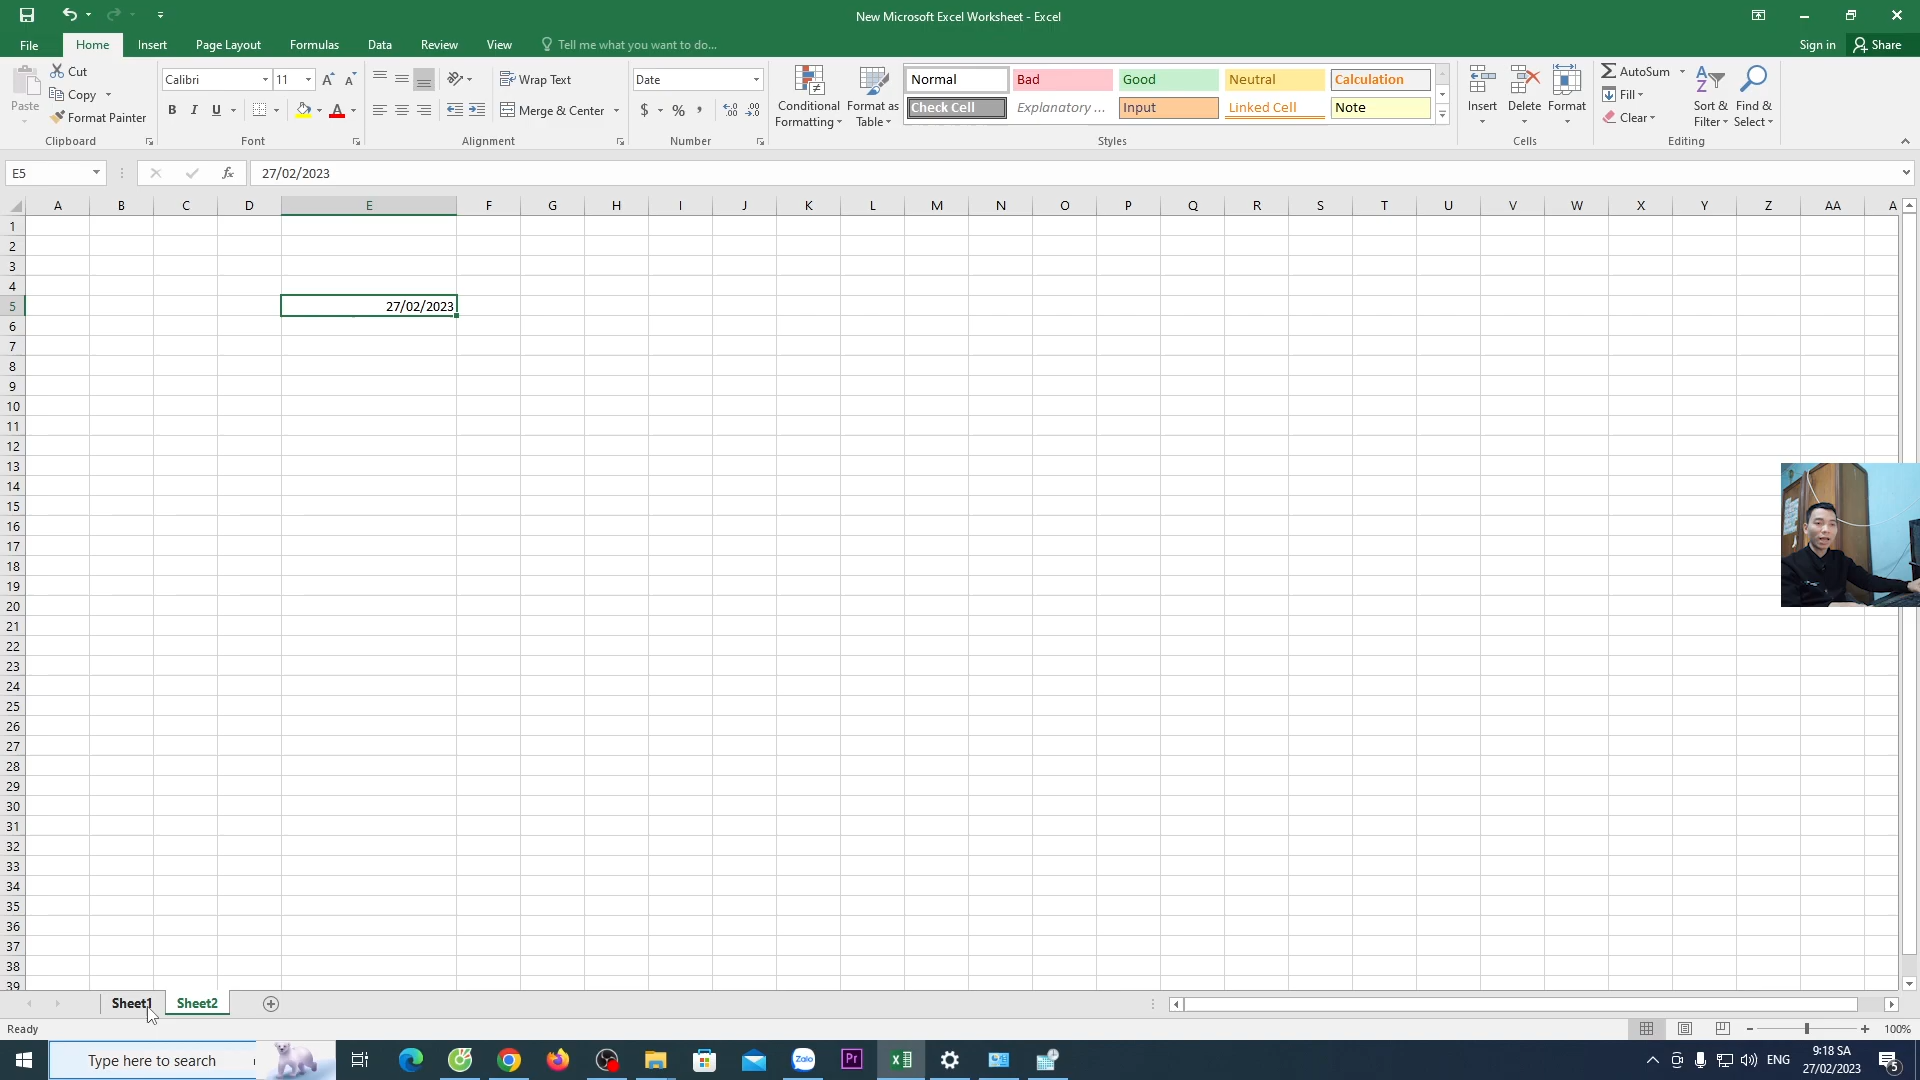 New Microsoft Excel Worksheet - Excel
File Home Insert Page Layout Formulas Data Review View Tell me what you want to do... Sign in Share
Paste
Cut
Copy
Format Painter
Clipboard
Calibri 11
B I U
Font
Wrap Text
Merge & Center
Alignment
Date
$ % ,
Number
Conditional Formatting
Format as Table
Normal Bad Good Neutral Calculation
Check Cell Explanatory ... Input Linked Cell Note
Styles
Insert Delete Format
Cells
AutoSum
Fill
Clear
Sort & Filter
Find & Select
Editing
E5 fx 27/02/2023
A B C D E F G H I J K L M N O P Q R S T U V W X Y Z AA A
1
2
3
4
5 27/02/2023
6
7
8
9
10
11
12
13
14
15
16
17
18
19
20
21
22
23
24
25
26
27
28
29
30
31
32
33
34
35
36
37
38
39
Sheet1 Sheet2
Ready 100%
Type here to search
Zalo Pr
ENG
9:18 SA
27/02/2023
5